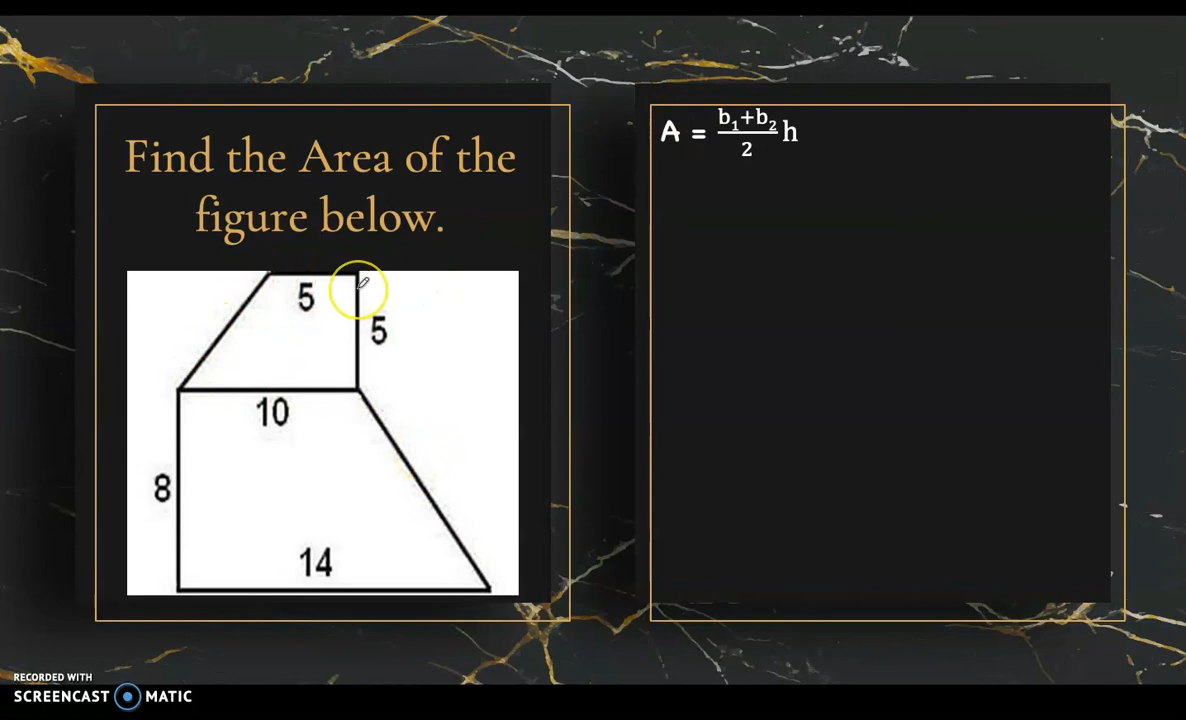 Find the Area of the
figure below.
5
5
10
8
14
A = b₁+b₂/2 h
RECORDED WITH
SCREENCAST MATIC